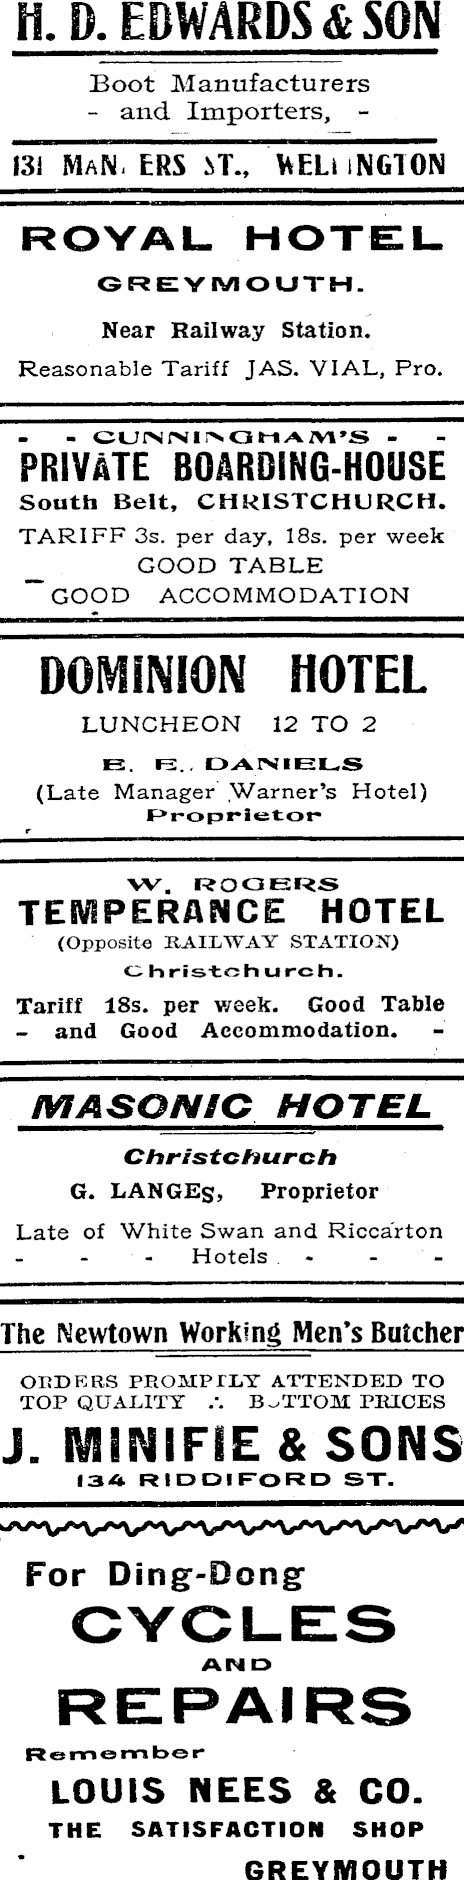 H. D. EDWARDS & SON
Boot Manufacturers
- and Importers, -
131 MANNERS ST., WELLINGTON
ROYAL HOTEL
GREYMOUTH.
Near Railway Station.
Reasonable Tariff JAS. VIAL, Pro.
- - CUNNINGHAM'S - -
PRIVATE BOARDING-HOUSE
South Belt, CHRISTCHURCH.
TARIFF 3s. per day, 18s. per week
GOOD TABLE
GOOD ACCOMMODATION
DOMINION HOTEL
LUNCHEON 12 TO 2
E. E. DANIELS
(Late Manager Warner's Hotel)
Proprietor
W. ROGERS
TEMPERANCE HOTEL
(Opposite RAILWAY STATION)
Christchurch.
Tariff 18s. per week. Good Table
- and Good Accommodation. -
MASONIC HOTEL
Christchurch
G. LANGEs, Proprietor
Late of White Swan and Riccarton
- - - Hotels - - -
The Newtown Working Men's Butcher
ORDERS PROMPTLY ATTENDED TO
TOP QUALITY ∴ BOTTOM PRICES
J. MINIFIE & SONS
134 RIDDIFORD ST.
For Ding-Dong
CYCLES
AND
REPAIRS
Remember
LOUIS NEES & CO.
THE SATISFACTION SHOP
GREYMOUTH